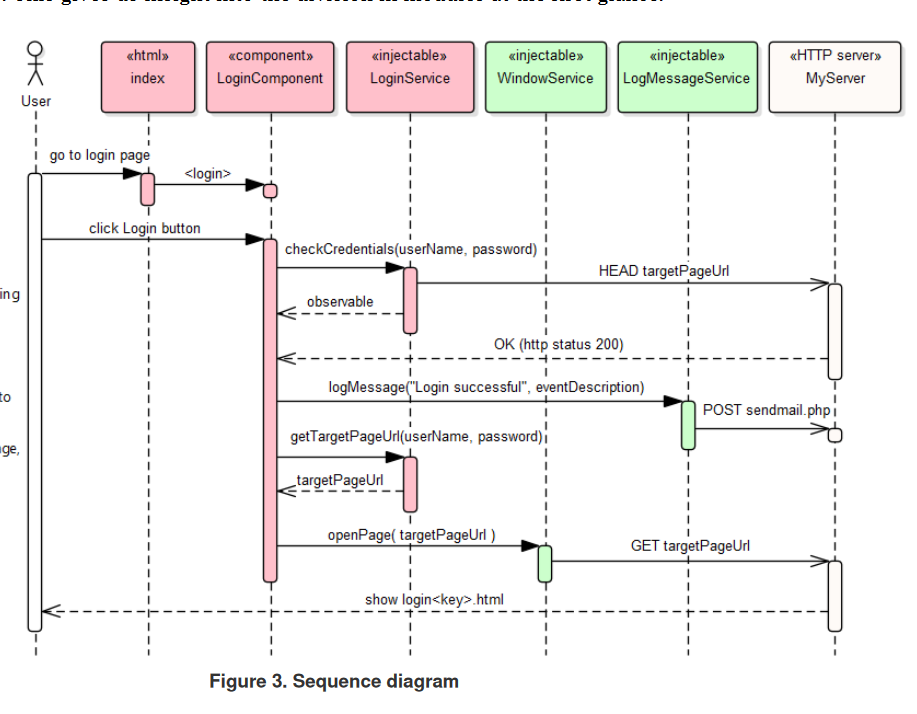 «html» «component» «injectable» «injectable» «injectable» «HTTP server»
index LoginComponent LoginService WindowService LogMessageService MyServer
User
go to login page
<login>
click Login button
checkCredentials(userName, password)
HEAD targetPageUrl
ing
observable
OK (http status 200)
logMessage("Login successful", eventDescription)
to
POST sendmail.php
getTargetPageUrl(userName, password)
ge,
targetPageUrl
openPage( targetPageUrl )
GET targetPageUrl
show login<key>.html
Figure 3. Sequence diagram